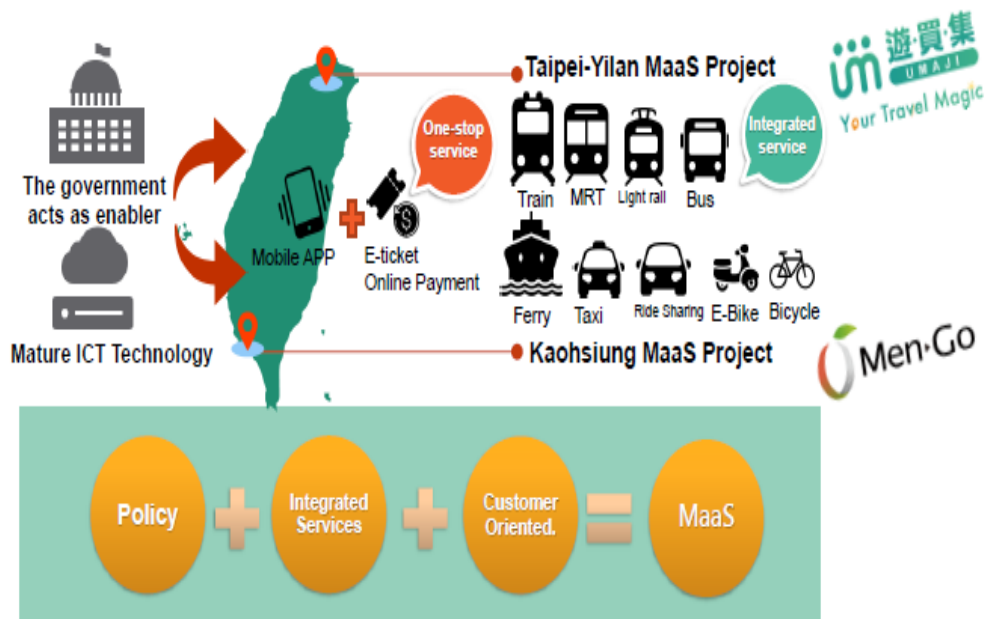 The government
acts as enabler
Mature ICT Technology
Mobile APP
E-ticket
Online Payment
One-stop
service
Taipei-Yilan MaaS Project
Integrated
service
Train
MRT
Light rail
Bus
Ferry
Taxi
Ride Sharing
E-Bike
Bicycle
Kaohsiung MaaS Project
um 遊·買·集
UMAJI
Your Travel Magic
Men·Go
Policy
Integrated
Services
Customer
Oriented.
MaaS